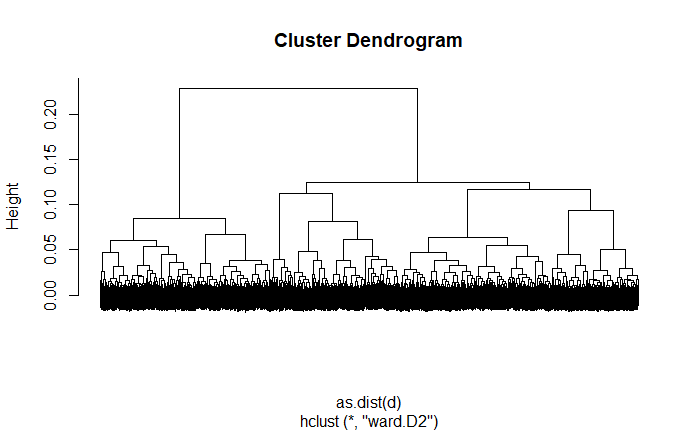 Cluster Dendrogram
Height
0.20
0.15
0.10
0.05
0.00
as.dist(d)
hclust (*, "ward.D2")